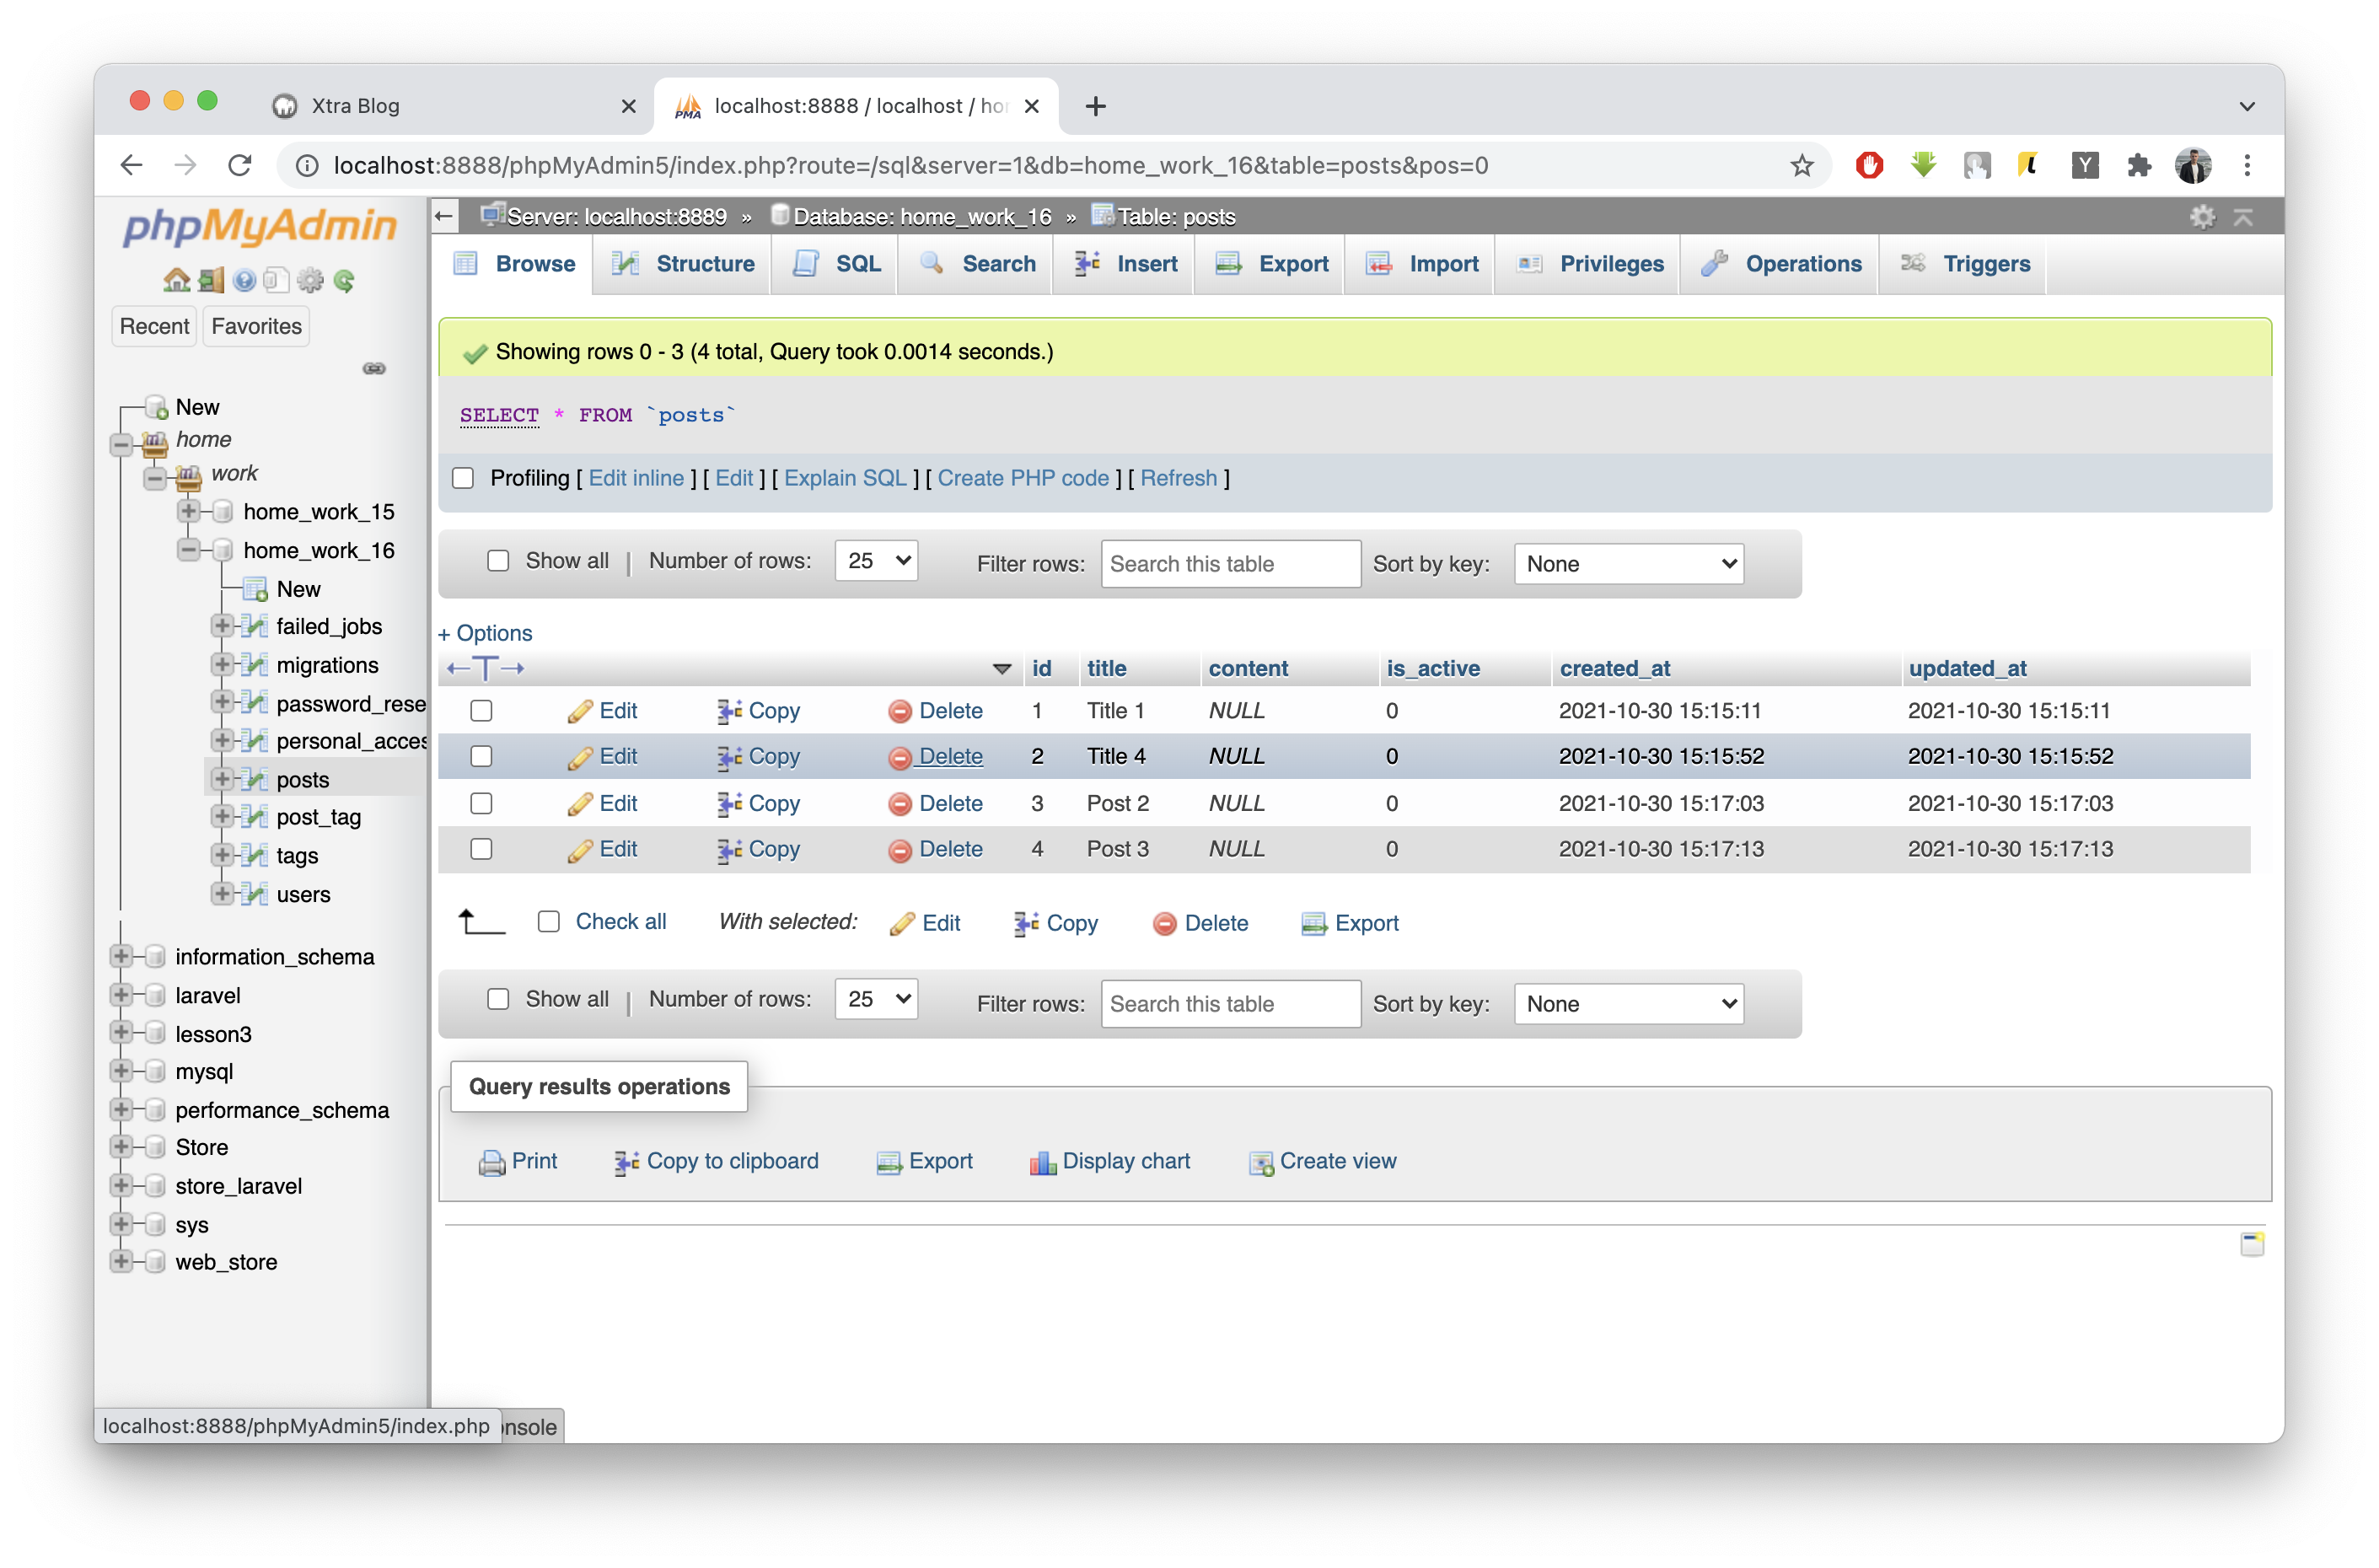 Xtra Blog
localhost:8888 / localhost / ho
localhost:8888/phpMyAdmin5/index.php?route=/sql&server=1&db=home_work_16&table=posts&pos=0
phpMyAdmin
Recent Favorites
New
home
work
home_work_15
home_work_16
New
failed_jobs
migrations
password_rese
personal_acces
posts
post_tag
tags
users
information_schema
laravel
lesson3
mysql
performance_schema
Store
store_laravel
sys
web_store
localhost:8888/phpMyAdmin5/index.php
Server: localhost:8889 » Database: home_work_16 » Table: posts
Browse Structure SQL Search Insert Export Import Privileges Operations Triggers
Showing rows 0 - 3 (4 total, Query took 0.0014 seconds.)
SELECT * FROM `posts`
Profiling [ Edit inline ] [ Edit ] [ Explain SQL ] [ Create PHP code ] [ Refresh ]
Show all | Number of rows: 25 Filter rows: Search this table Sort by key: None
+ Options
←T→ id title content is_active created_at updated_at
Edit Copy Delete 1 Title 1 NULL 0 2021-10-30 15:15:11 2021-10-30 15:15:11
Edit Copy Delete 2 Title 4 NULL 0 2021-10-30 15:15:52 2021-10-30 15:15:52
Edit Copy Delete 3 Post 2 NULL 0 2021-10-30 15:17:03 2021-10-30 15:17:03
Edit Copy Delete 4 Post 3 NULL 0 2021-10-30 15:17:13 2021-10-30 15:17:13
Check all With selected: Edit Copy Delete Export
Show all | Number of rows: 25 Filter rows: Search this table Sort by key: None
Query results operations
Print Copy to clipboard Export Display chart Create view
nsole